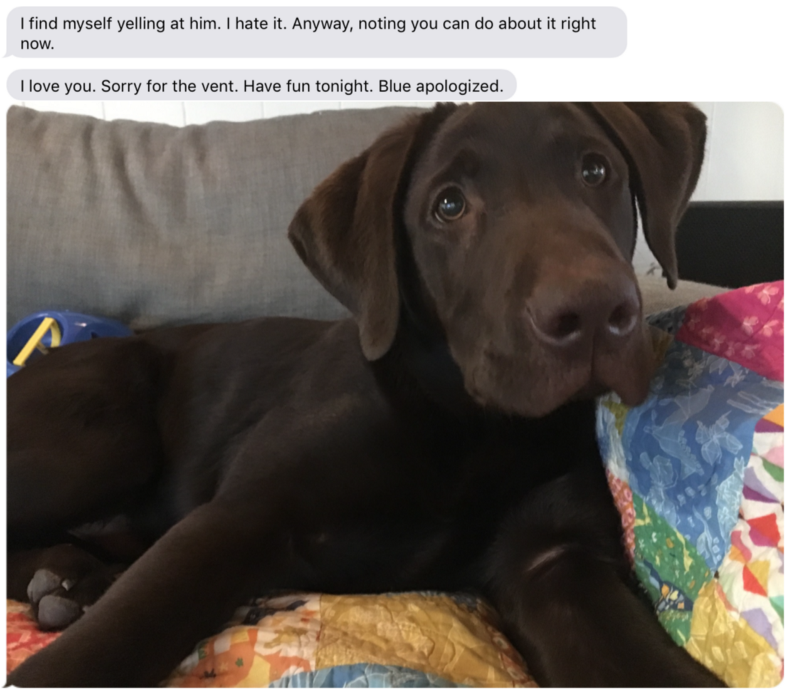 I find myself yelling at him. I hate it. Anyway, noting you can do about it right
now.
I love you. Sorry for the vent. Have fun tonight. Blue apologized.